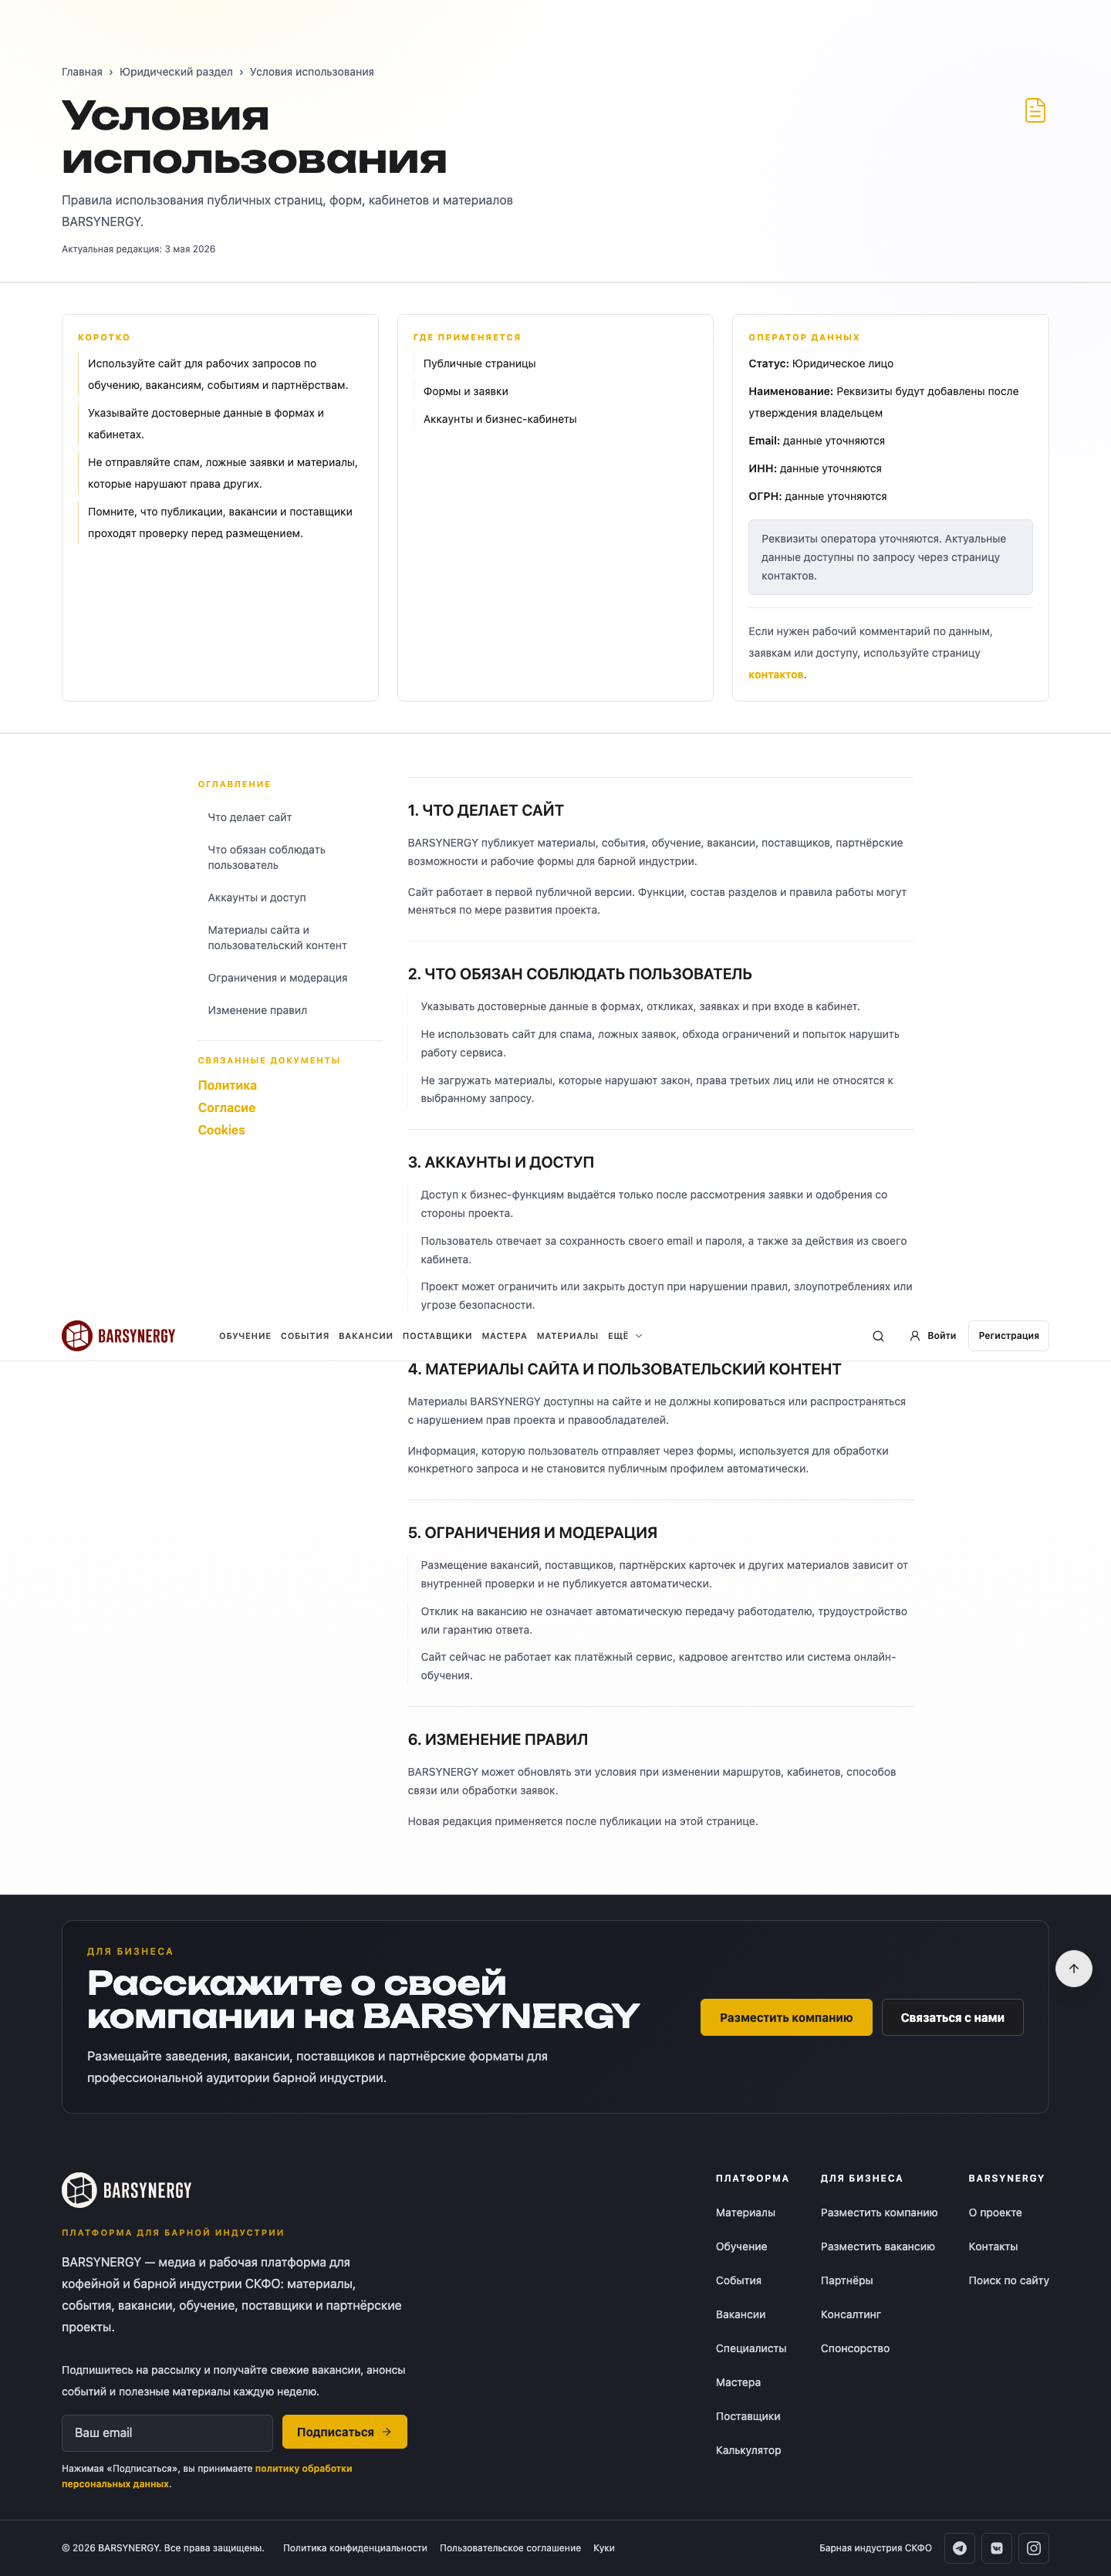 Главная › Юридический раздел › Условия использования
Условия
использования
Правила использования публичных страниц, форм, кабинетов и материалов
BARSYNERGY.
Актуальная редакция: 3 мая 2026
КОРОТКО
Используйте сайт для рабочих запросов по
обучению, вакансиям, событиям и партнёрствам.
Указывайте достоверные данные в формах и
кабинетах.
Не отправляйте спам, ложные заявки и материалы,
которые нарушают права других.
Помните, что публикации, вакансии и поставщики
проходят проверку перед размещением.
ГДЕ ПРИМЕНЯЕТСЯ
Публичные страницы
Формы и заявки
Аккаунты и бизнес-кабинеты
ОПЕРАТОР ДАННЫХ
Статус: Юридическое лицо
Наименование: Реквизиты будут добавлены после
утверждения владельцем
Email: данные уточняются
ИНН: данные уточняются
ОГРН: данные уточняются
Реквизиты оператора уточняются. Актуальные
данные доступны по запросу через страницу
контактов.
Если нужен рабочий комментарий по данным,
заявкам или доступу, используйте страницу
контактов.
ОГЛАВЛЕНИЕ
Что делает сайт
Что обязан соблюдать
пользователь
Аккаунты и доступ
Материалы сайта и
пользовательский контент
Ограничения и модерация
Изменение правил
СВЯЗАННЫЕ ДОКУМЕНТЫ
Политика
Согласие
Cookies
1. ЧТО ДЕЛАЕТ САЙТ
BARSYNERGY публикует материалы, события, обучение, вакансии, поставщиков, партнёрские
возможности и рабочие формы для барной индустрии.
Сайт работает в первой публичной версии. Функции, состав разделов и правила работы могут
меняться по мере развития проекта.
2. ЧТО ОБЯЗАН СОБЛЮДАТЬ ПОЛЬЗОВАТЕЛЬ
Указывать достоверные данные в формах, откликах, заявках и при входе в кабинет.
Не использовать сайт для спама, ложных заявок, обхода ограничений и попыток нарушить
работу сервиса.
Не загружать материалы, которые нарушают закон, права третьих лиц или не относятся к
выбранному запросу.
3. АККАУНТЫ И ДОСТУП
Доступ к бизнес-функциям выдаётся только после рассмотрения заявки и одобрения со
стороны проекта.
Пользователь отвечает за сохранность своего email и пароля, а также за действия из своего
кабинета.
Проект может ограничить или закрыть доступ при нарушении правил, злоупотреблениях или
угрозе безопасности.
BARSYNERGY ОБУЧЕНИЕ СОБЫТИЯ ВАКАНСИИ ПОСТАВЩИКИ МАСТЕРА МАТЕРИАЛЫ ЕЩЁ Войти Регистрация
4. МАТЕРИАЛЫ САЙТА И ПОЛЬЗОВАТЕЛЬСКИЙ КОНТЕНТ
Материалы BARSYNERGY доступны на сайте и не должны копироваться или распространяться
с нарушением прав проекта и правообладателей.
Информация, которую пользователь отправляет через формы, используется для обработки
конкретного запроса и не становится публичным профилем автоматически.
5. ОГРАНИЧЕНИЯ И МОДЕРАЦИЯ
Размещение вакансий, поставщиков, партнёрских карточек и других материалов зависит от
внутренней проверки и не публикуется автоматически.
Отклик на вакансию не означает автоматическую передачу работодателю, трудоустройство
или гарантию ответа.
Сайт сейчас не работает как платёжный сервис, кадровое агентство или система онлайн-
обучения.
6. ИЗМЕНЕНИЕ ПРАВИЛ
BARSYNERGY может обновлять эти условия при изменении маршрутов, кабинетов, способов
связи или обработки заявок.
Новая редакция применяется после публикации на этой странице.
ДЛЯ БИЗНЕСА
Расскажите о своей
компании на BARSYNERGY
Размещайте заведения, вакансии, поставщиков и партнёрские форматы для
профессиональной аудитории барной индустрии.
Разместить компанию
Связаться с нами
BARSYNERGY
ПЛАТФОРМА ДЛЯ БАРНОЙ ИНДУСТРИИ
BARSYNERGY — медиа и рабочая платформа для
кофейной и барной индустрии СКФО: материалы,
события, вакансии, обучение, поставщики и партнёрские
проекты.
Подпишитесь на рассылку и получайте свежие вакансии, анонсы
событий и полезные материалы каждую неделю.
Ваш email
Подписаться
Нажимая «Подписаться», вы принимаете политику обработки
персональных данных.
ПЛАТФОРМА
Материалы
Обучение
События
Вакансии
Специалисты
Мастера
Поставщики
Калькулятор
ДЛЯ БИЗНЕСА
Разместить компанию
Разместить вакансию
Партнёры
Консалтинг
Спонсорство
BARSYNERGY
О проекте
Контакты
Поиск по сайту
© 2026 BARSYNERGY. Все права защищены. Политика конфиденциальности Пользовательское соглашение Куки
Барная индустрия СКФО